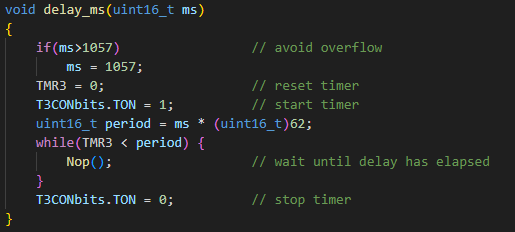 void delay_ms(uint16_t ms)
{
    if(ms>1057)                 // avoid overflow
        ms = 1057;
    TMR3 = 0;                   // reset timer
    T3CONbits.TON = 1;          // start timer
    uint16_t period = ms * (uint16_t)62;
    while(TMR3 < period) {
        Nop();                  // wait until delay has elapsed
    }
    T3CONbits.TON = 0;          // stop timer
}